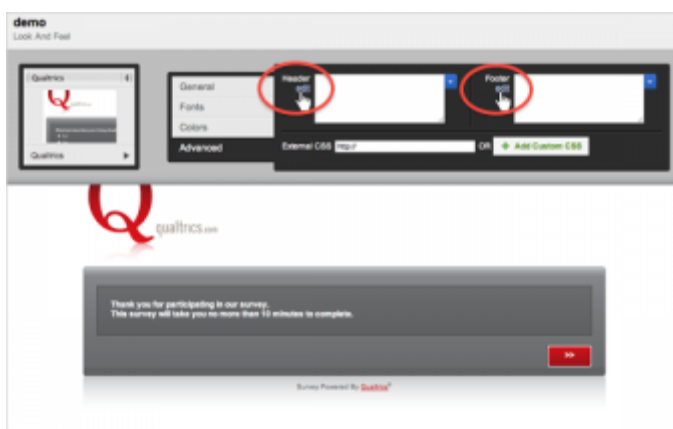 demo
Look And Feel
Qualtrics
Qualtrics
General
Fonts
Colors
Advanced
Header
edit
Footer
edit
External CSS http://
OR + Add Custom CSS
Q
qualtrics.com
Thank you for participating in our survey.
This survey will take you no more than 10 minutes to complete.
>>
Survey Powered By Qualtrics